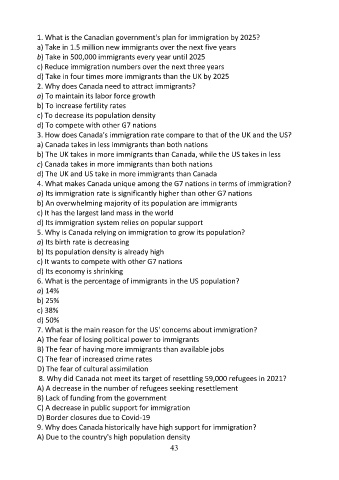 1. What is the Canadian government's plan for immigration by 2025?
a) Take in 1.5 million new immigrants over the next five years
b) Take in 500,000 immigrants every year until 2025
c) Reduce immigration numbers over the next three years
d) Take in four times more immigrants than the UK by 2025
2. Why does Canada need to attract immigrants?
a) To maintain its labor force growth
b) To increase fertility rates
c) To decrease its population density
d) To compete with other G7 nations
3. How does Canada's immigration rate compare to that of the UK and the US?
a) Canada takes in less immigrants than both nations
b) The UK takes in more immigrants than Canada, while the US takes in less
c) Canada takes in more immigrants than both nations
d) The UK and US take in more immigrants than Canada
4. What makes Canada unique among the G7 nations in terms of immigration?
a) Its immigration rate is significantly higher than other G7 nations
b) An overwhelming majority of its population are immigrants
c) It has the largest land mass in the world
d) Its immigration system relies on popular support
5. Why is Canada relying on immigration to grow its population?
a) Its birth rate is decreasing
b) Its population density is already high
c) It wants to compete with other G7 nations
d) Its economy is shrinking
6. What is the percentage of immigrants in the US population?
a) 14%
b) 25%
c) 38%
d) 50%
7. What is the main reason for the US' concerns about immigration?
A) The fear of losing political power to immigrants
B) The fear of having more immigrants than available jobs
C) The fear of increased crime rates
D) The fear of cultural assimilation
8. Why did Canada not meet its target of resettling 59,000 refugees in 2021?
A) A decrease in the number of refugees seeking resettlement
B) Lack of funding from the government
C) A decrease in public support for immigration
D) Border closures due to Covid-19
9. Why does Canada historically have high support for immigration?
A) Due to the country's high population density
43